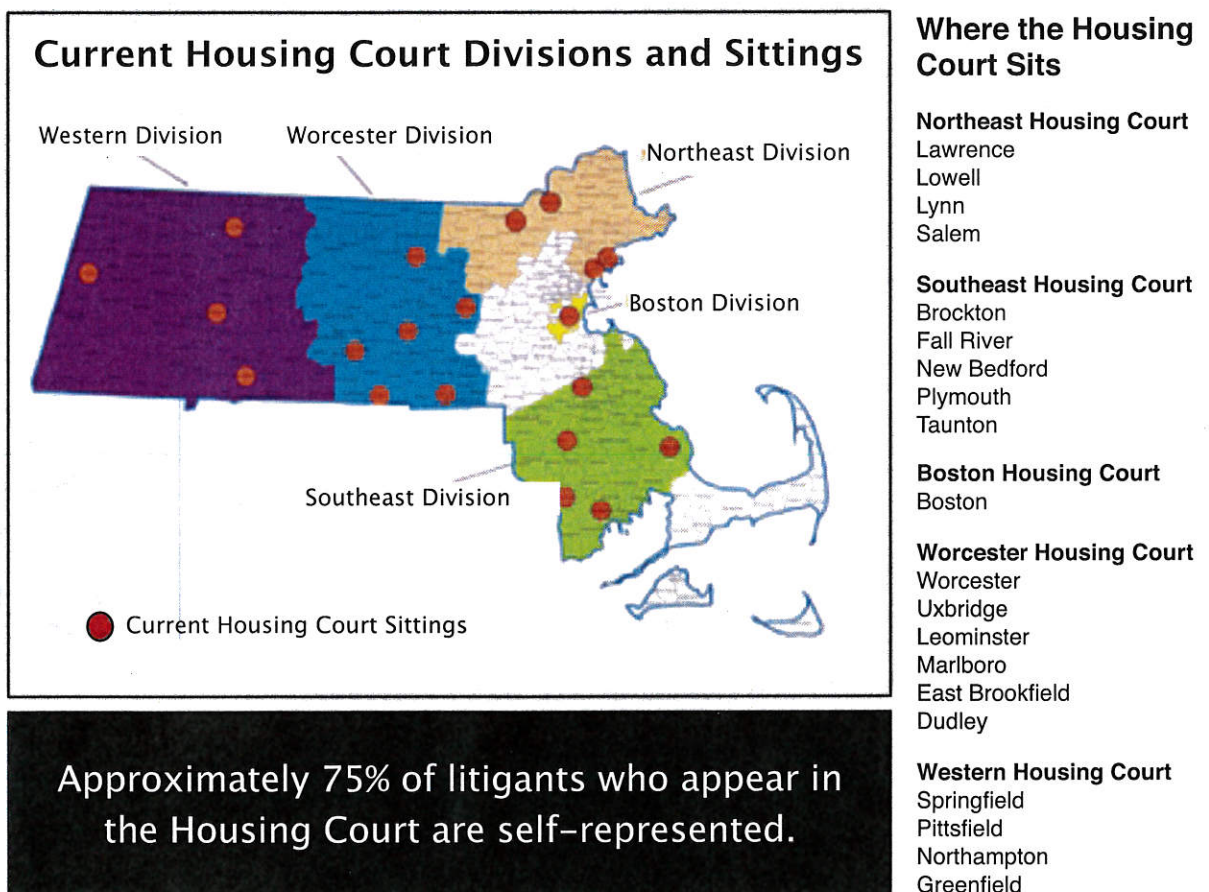 Current Housing Court Divisions and Sittings
Western Division
Worcester Division
Northeast Division
Boston Division
Southeast Division
Current Housing Court Sittings
Approximately 75% of litigants who appear in
the Housing Court are self-represented.
Where the Housing
Court Sits
Northeast Housing Court
Lawrence
Lowell
Lynn
Salem
Southeast Housing Court
Brockton
Fall River
New Bedford
Plymouth
Taunton
Boston Housing Court
Boston
Worcester Housing Court
Worcester
Uxbridge
Leominster
Marlboro
East Brookfield
Dudley
Western Housing Court
Springfield
Pittsfield
Northampton
Greenfield